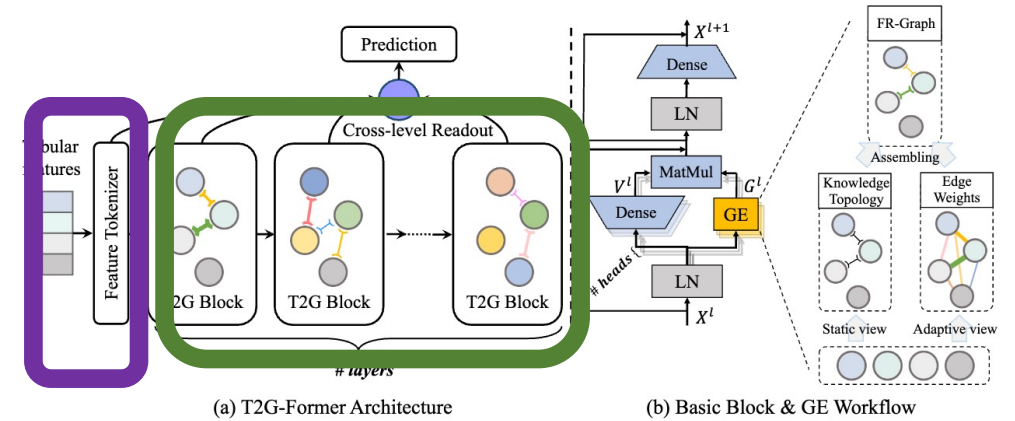 Prediction
Cross-level Readout
Feature Tokenizer
T2G Block
T2G Block
# layers
(a) T2G-Former Architecture
X^{l+1}
Dense
LN
MatMul
V^l
G^l
Dense
GE
# heads {
LN
X^l
FR-Graph
Assembling
Knowledge
Topology
Edge
Weights
Static view
Adaptive view
(b) Basic Block & GE Workflow